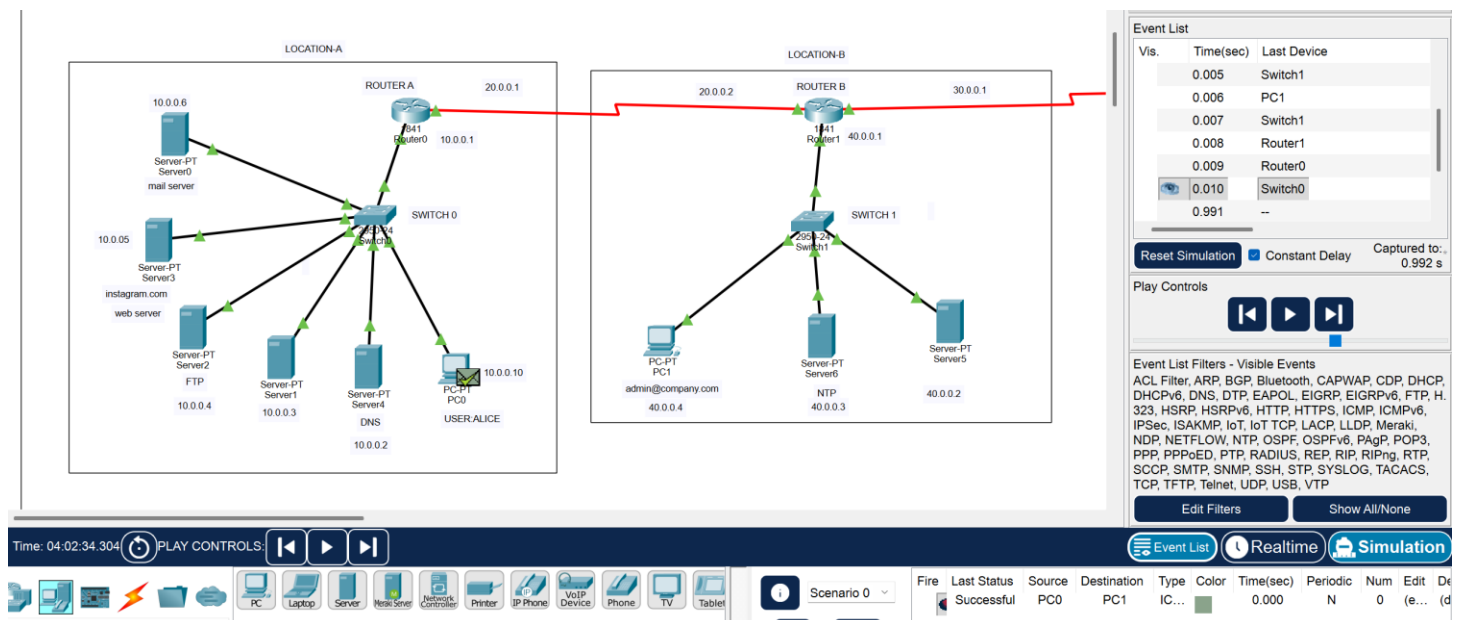 LOCATION-A
ROUTER A
20.0.0.1
10.0.0.6
1841
Router0
10.0.0.1
Server-PT
Server0
mail server
SWITCH 0
2950-24
Switch0
10.0.05
Server-PT
Server3
instagram.com
web server
Server-PT
Server2
FTP
10.0.0.4
Server-PT
Server1
10.0.0.3
Server-PT
Server4
DNS
10.0.0.2
PC-PT
PC0
10.0.0.10
USER:ALICE
LOCATION-B
20.0.0.2
ROUTER B
30.0.0.1
1841
Router1
40.0.0.1
SWITCH 1
2950-24
Switch1
PC-PT
PC1
admin@company.com
40.0.0.4
Server-PT
Server6
NTP
40.0.0.3
Server-PT
Server5
40.0.0.2
Event List
Vis. Time(sec) Last Device
0.005 Switch1
0.006 PC1
0.007 Switch1
0.008 Router1
0.009 Router0
0.010 Switch0
0.991 --
Reset Simulation Constant Delay Captured to:
0.992 s
Play Controls
Event List Filters - Visible Events
ACL Filter, ARP, BGP, Bluetooth, CAPWAP, CDP, DHCP,
DHCPv6, DNS, DTP, EAPOL, EIGRP, EIGRPv6, FTP, H.
323, HSRP, HSRPv6, HTTP, HTTPS, ICMP, ICMPv6,
IPSec, ISAKMP, IoT, IoT TCP, LACP, LLDP, Meraki,
NDP, NETFLOW, NTP, OSPF, OSPFv6, PAgP, POP3,
PPP, PPPoED, PTP, RADIUS, REP, RIP, RIPng, RTP,
SCCP, SMTP, SNMP, SSH, STP, SYSLOG, TACACS,
TCP, TFTP, Telnet, UDP, USB, VTP
Edit Filters Show All/None
Time: 04:02:34.304 PLAY CONTROLS:
Event List Realtime Simulation
PC Laptop Server Meraki Server Network Controller Printer IP Phone VoIP Device Phone TV Tablet
Scenario 0
Fire Last Status Source Destination Type Color Time(sec) Periodic Num Edit De
Successful PC0 PC1 IC... 0.000 N 0 (e... (d